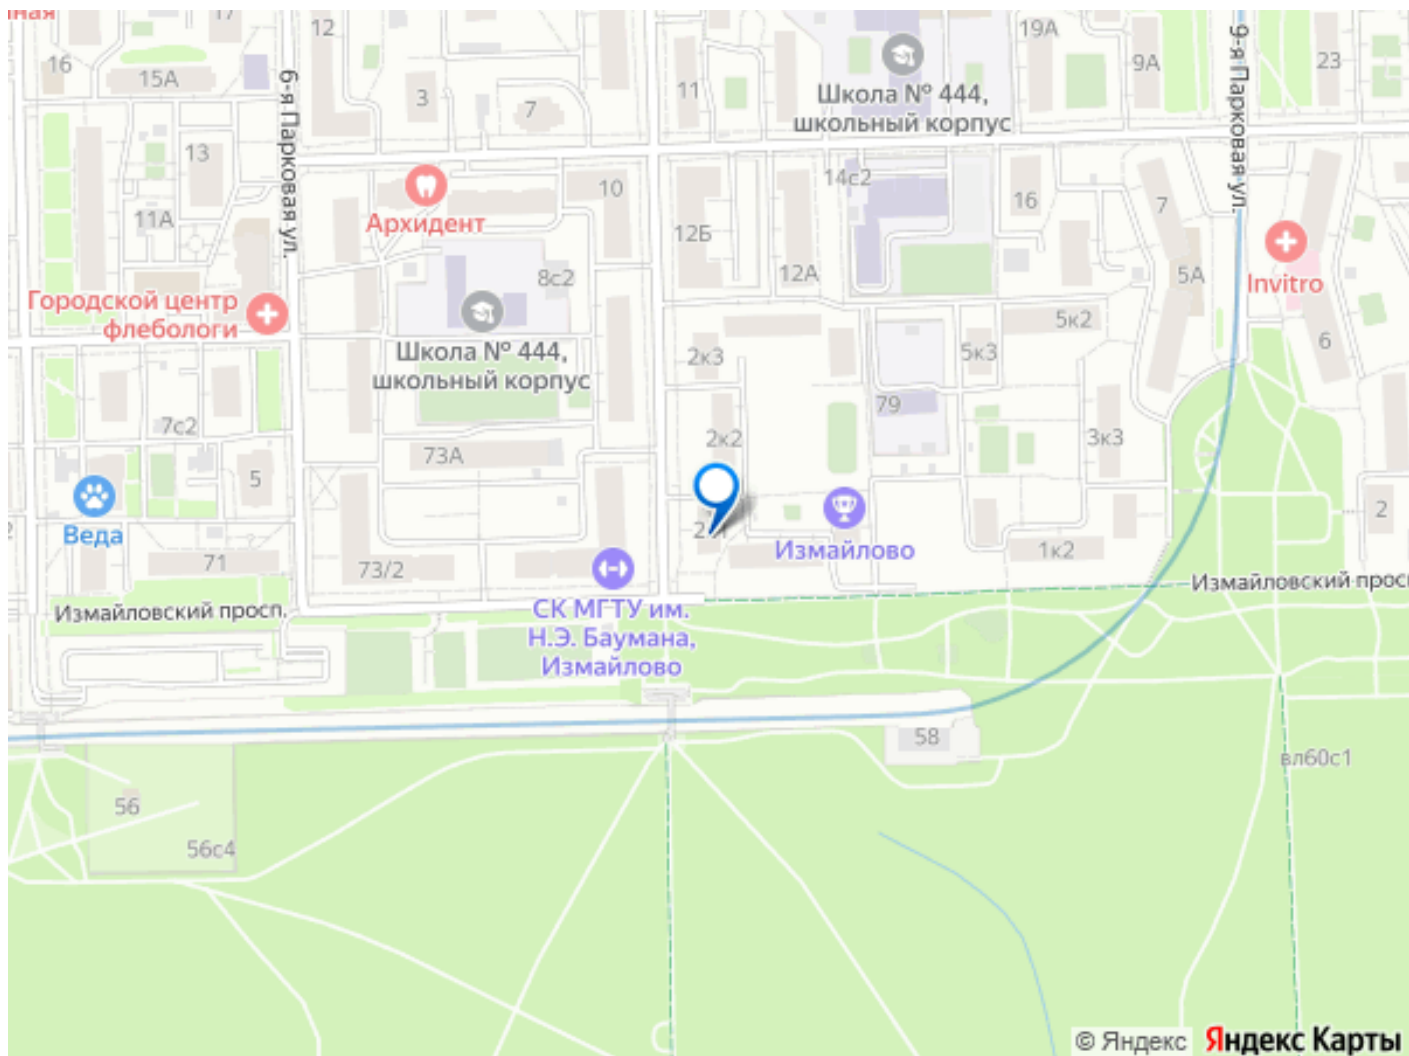 17
12
19А
9А
23
16
15А
3
7
11
Школа № 444,
школьный корпус
9-я Парковая ул.
6-я Парковая ул.
13
11А
Архидент
10
12Б
12А
14с2
16
7
5А
Invitro
Городской центр
флебологи
8с2
Школа № 444,
школьный корпус
2к3
5к3
5к2
6
7с2
73А
2к2
79
3к3
5
Веда
71
73/2
Измайлово
1к2
2
Измайловский просп.
СК МГТУ им.
Н.Э. Баумана,
Измайлово
58
вл60с1
56
56с4
© Яндекс Яндекс Карты